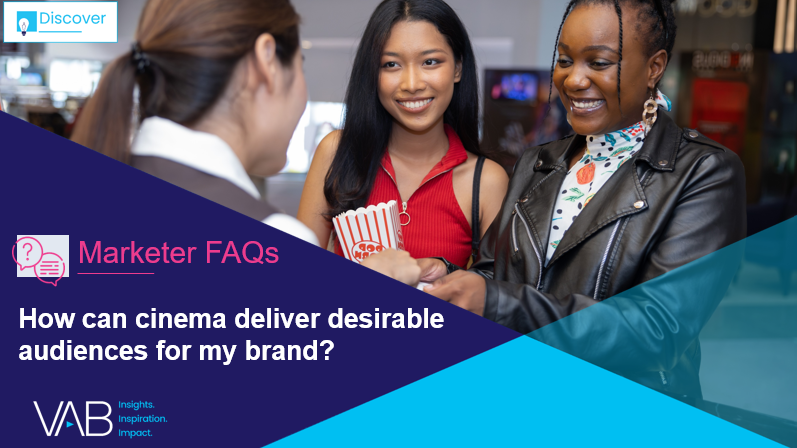 Discover
Marketer FAQs
How can cinema deliver desirable
audiences for my brand?
VAB
Insights.
Inspiration.
Impact.